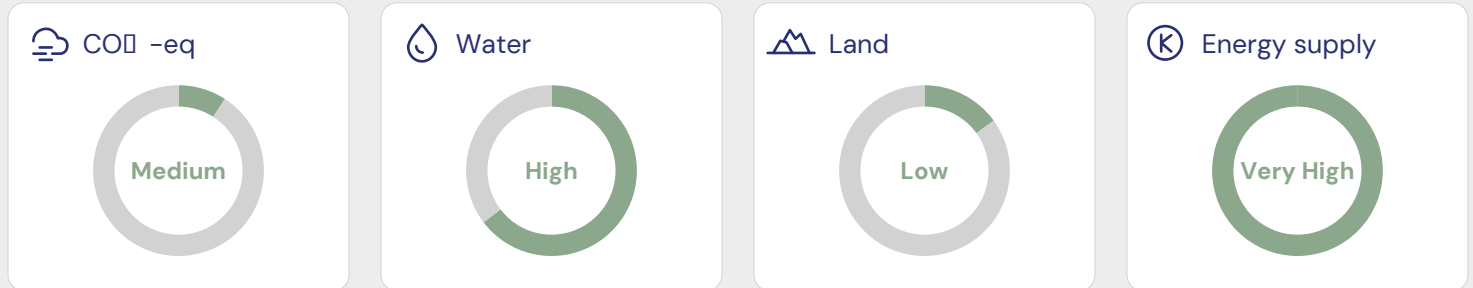 CO▯ -eq
Water
Land
Energy supply
Medium
High
Low
Very High